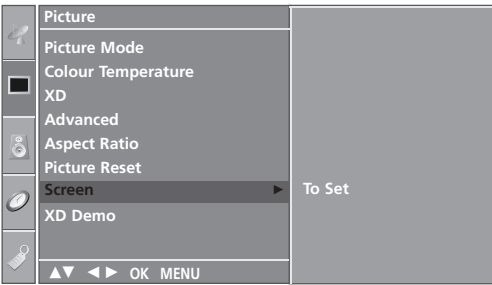 Picture
Picture Mode
Colour Temperature
XD
Advanced
Aspect Ratio
Picture Reset
Screen ► To Set
XD Demo
▲▼ ◄► OK MENU